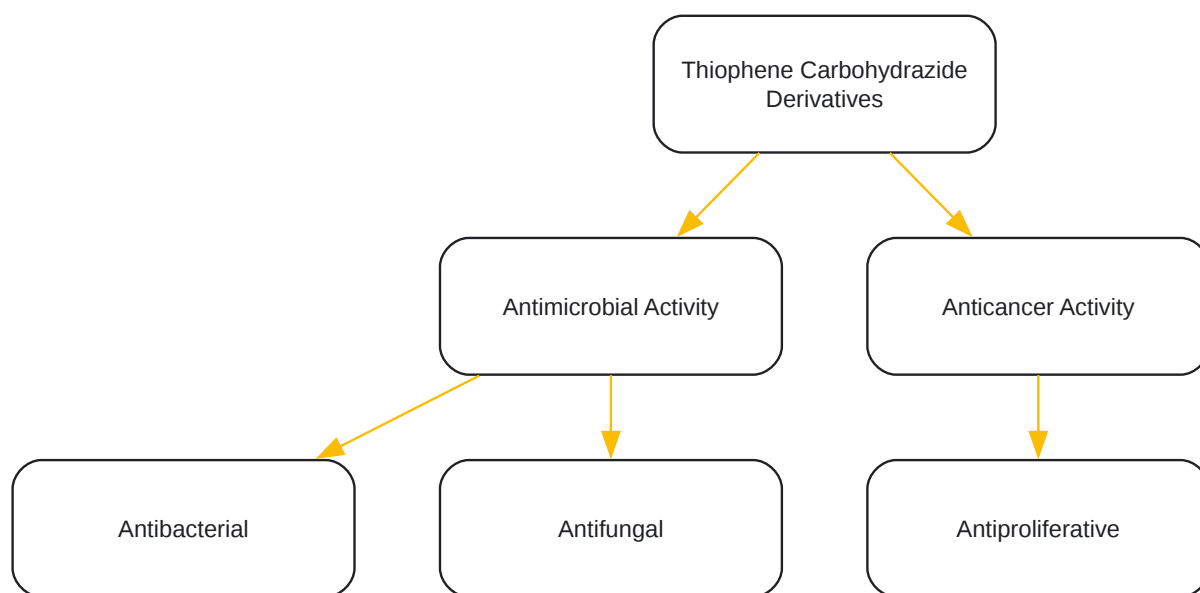 Thiophene Carbohydrazide
Derivatives
Antimicrobial Activity
Anticancer Activity
Antibacterial
Antifungal
Antiproliferative